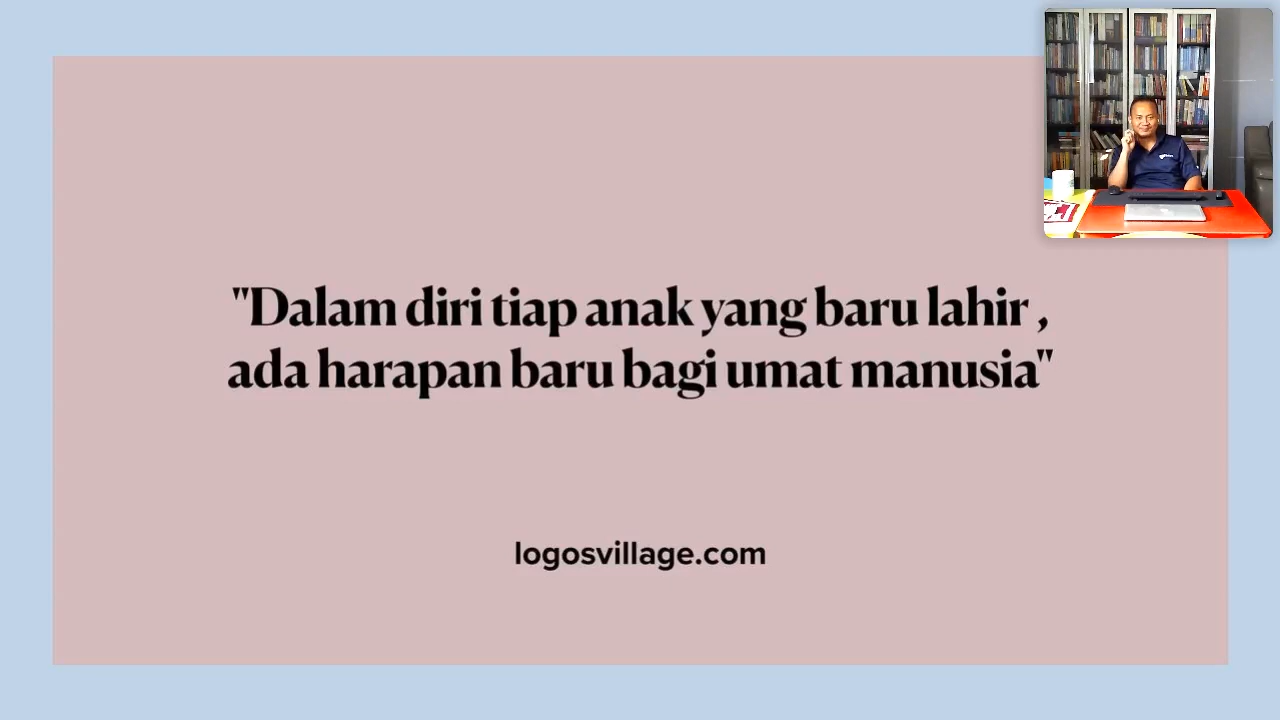 "Dalam diri tiap anak yang baru lahir ,
ada harapan baru bagi umat manusia"
logosvillage.com